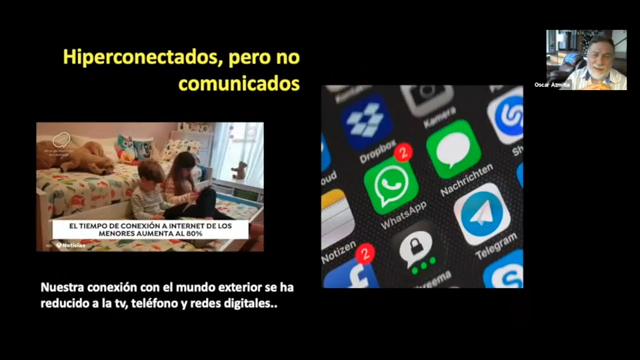 Hiperconectados, pero no
comunicados
Oscar Azmitia
EL TIEMPO DE CONEXIÓN A INTERNET DE LOS
MENORES AUMENTA AL 80%
Noticias
Nuestra conexión con el mundo exterior se ha
reducido a la tv, teléfono y redes digitales..
Kamera
Dropbox
2
WhatsApp
Nachrichten
Notizen
2
Telegram